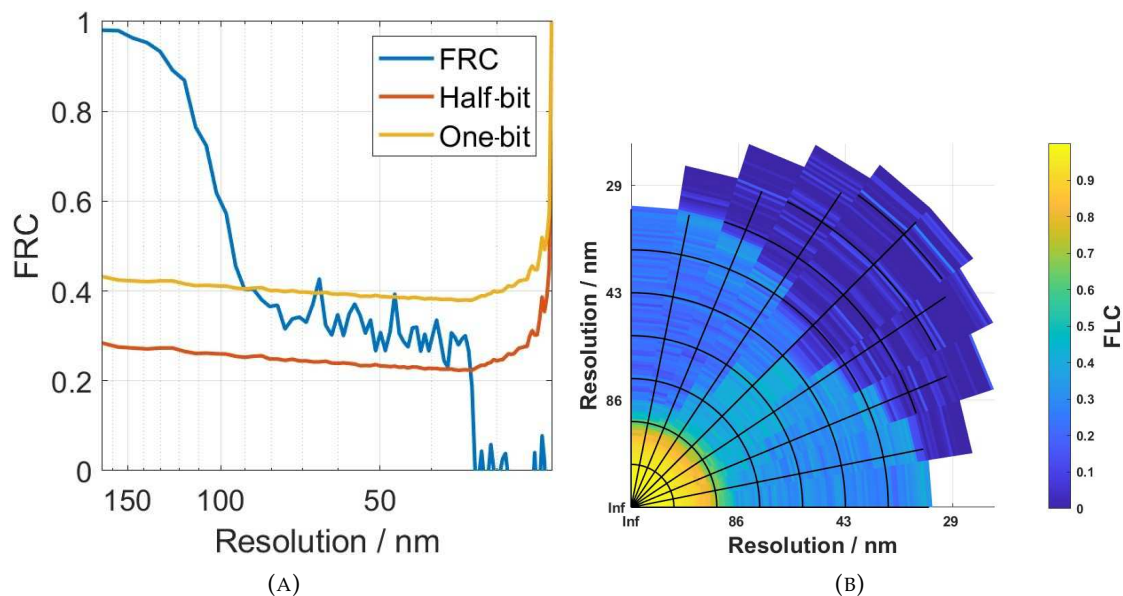 1
0.8
0.6
0.4
0.2
0
FRC
FRC
Half-bit
One-bit
150
100
50
Resolution / nm
(A)
29
43
86
Inf
Resolution / nm
Inf
86
43
29
Resolution / nm
0.9
0.8
0.7
0.6
0.5
0.4
0.3
0.2
0.1
0
FLC
(B)